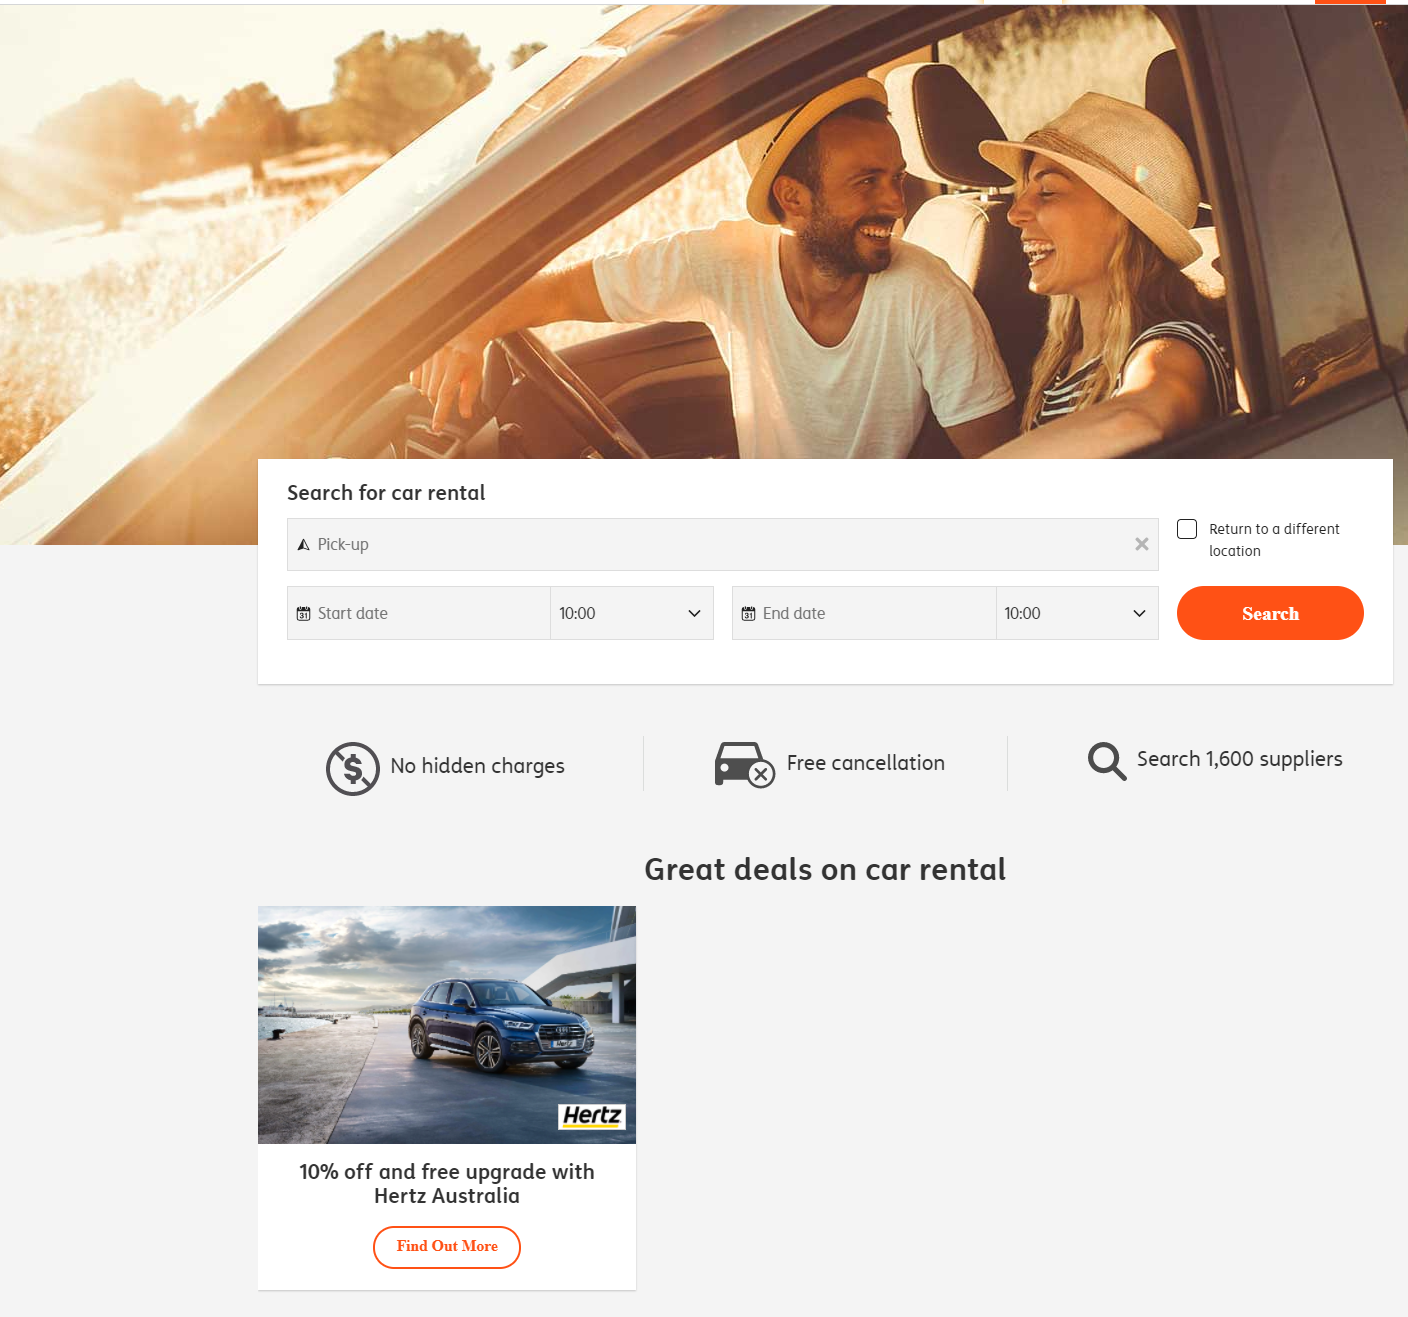 Search for car rental
Pick-up
Return to a different
location
Start date
10:00
End date
10:00
Search
No hidden charges
Free cancellation
Search 1,600 suppliers
Great deals on car rental
Hertz
10% off and free upgrade with
Hertz Australia
Find Out More